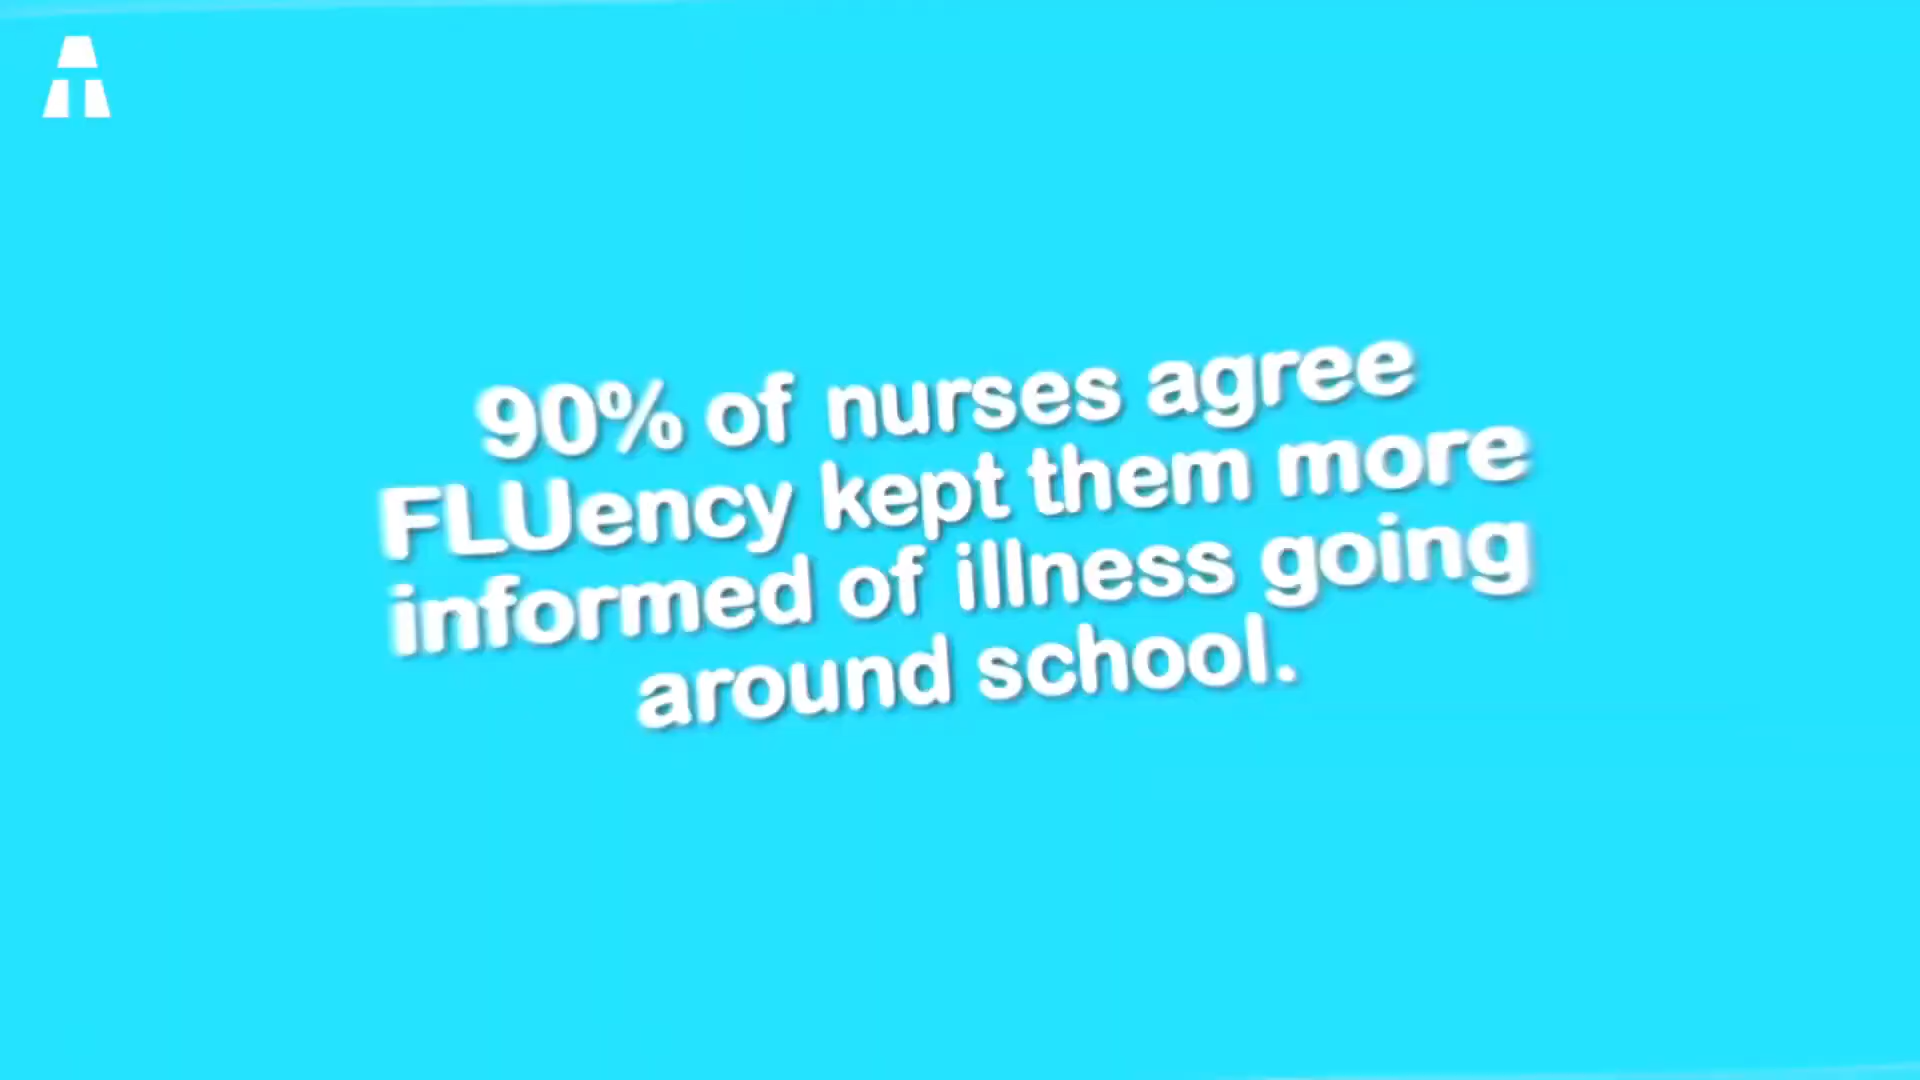 90% of nurses agree
FLUency kept them more
informed of illness going
around school.